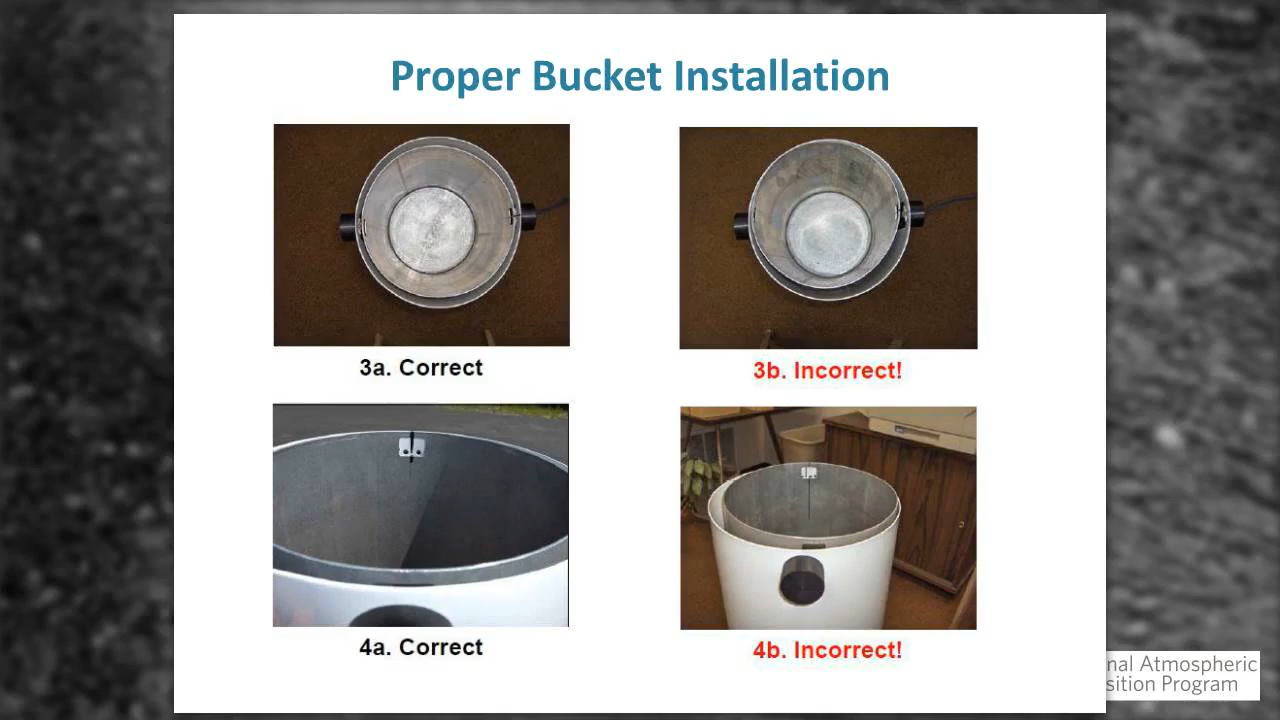 Proper Bucket Installation
3a. Correct
3b. Incorrect!
4a. Correct
4b. Incorrect!
nal Atmospheric
sition Program